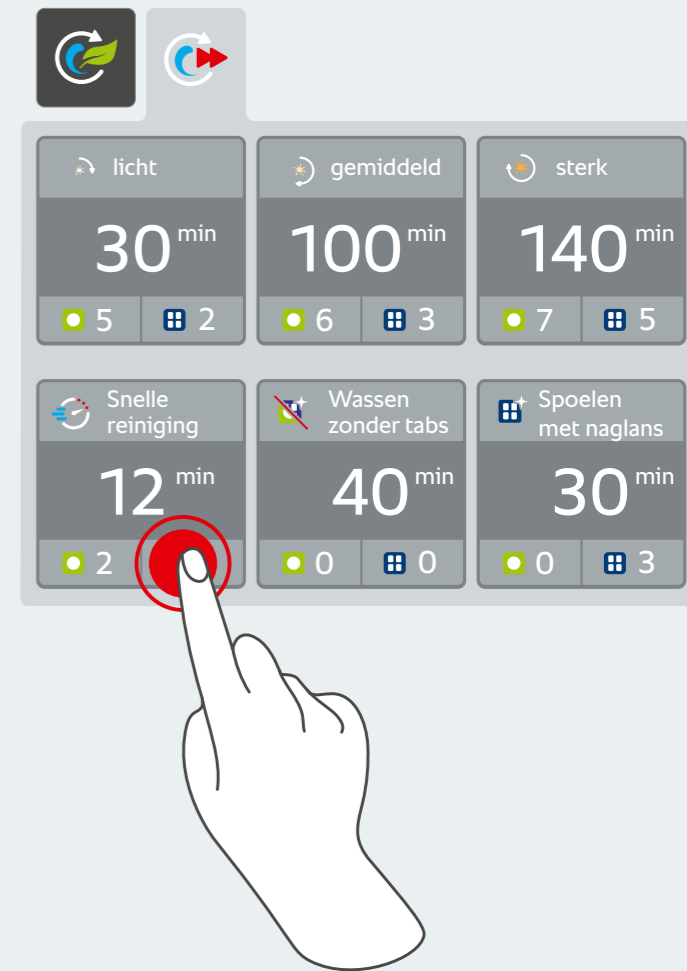 licht
30 min
5 2
gemiddeld
100 min
6 3
sterk
140 min
7 5
Snelle
reiniging
12 min
2
Wassen
zonder tabs
40 min
0 0
Spoelen
met naglans
30 min
0 3